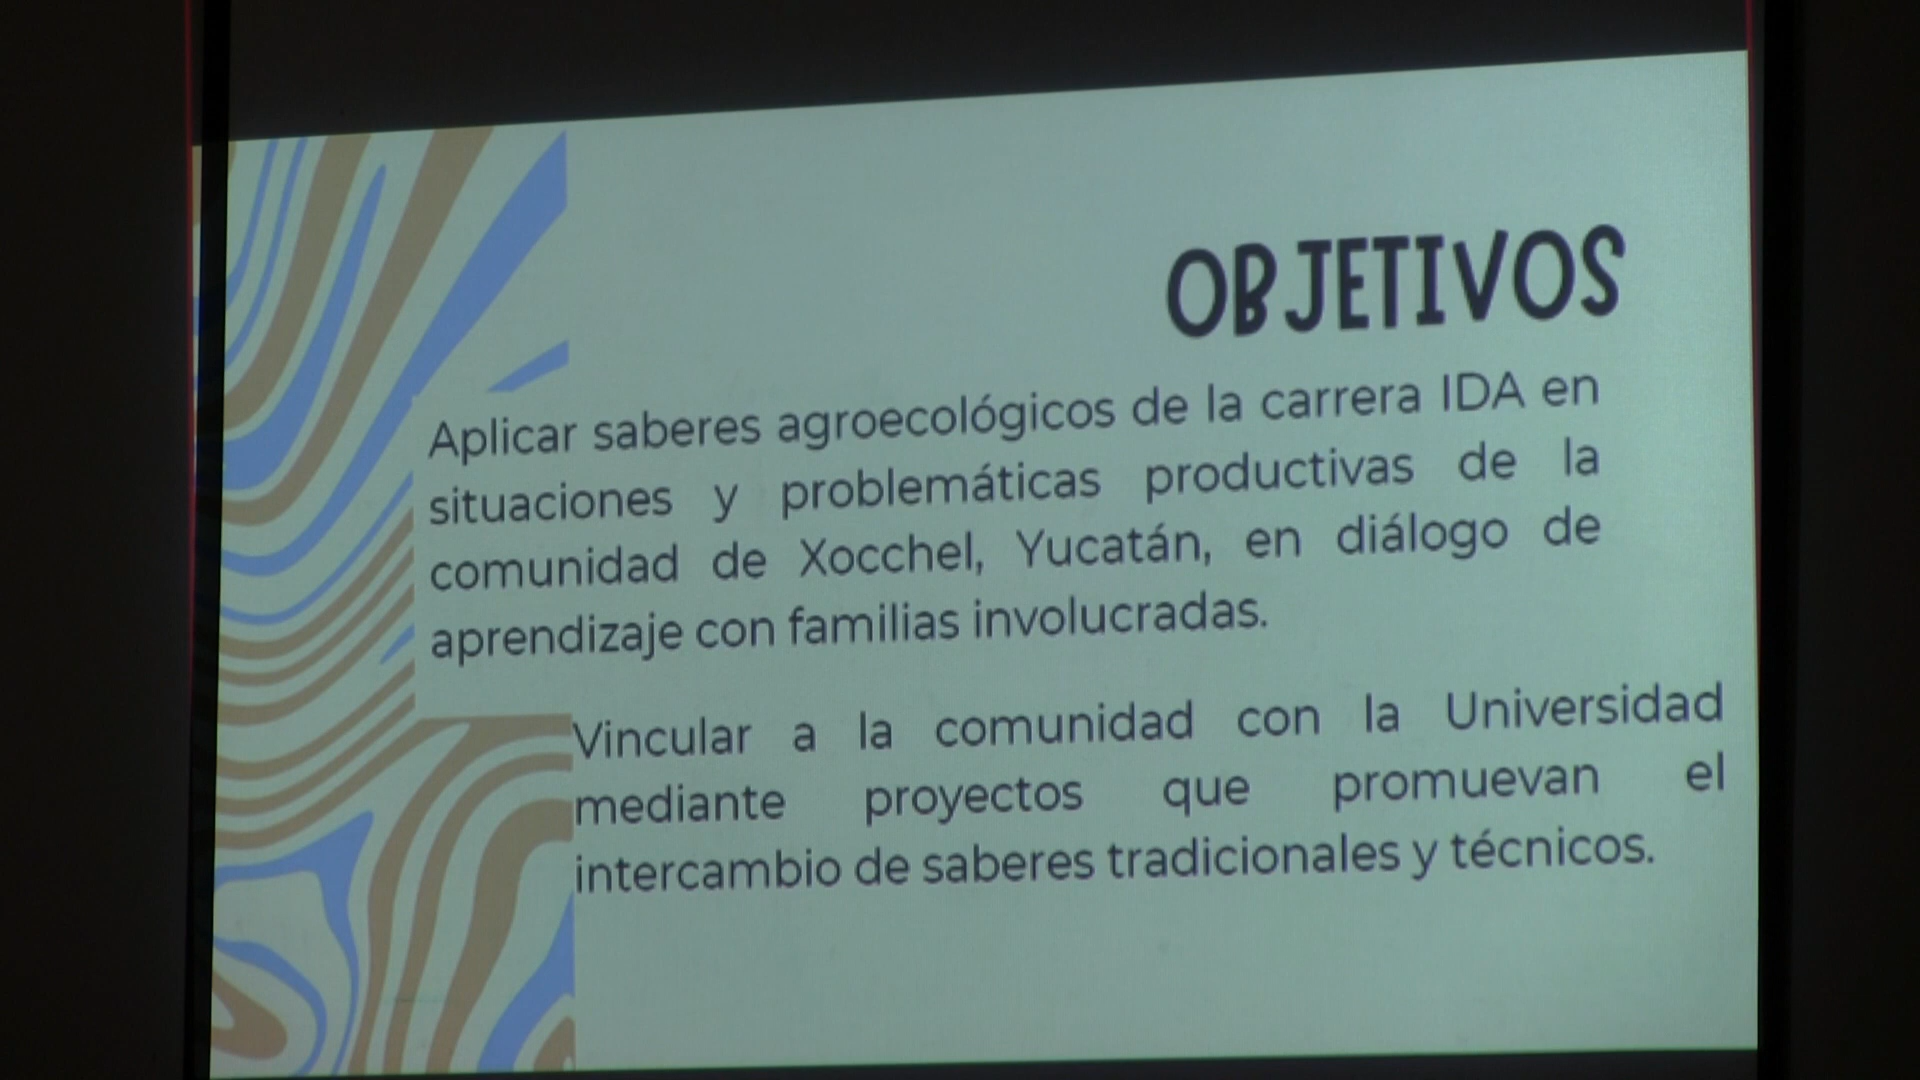 OBJETIVOS
Aplicar saberes agroecológicos de la carrera IDA en
situaciones y problemáticas productivas de la
comunidad de Xocchel, Yucatán, en diálogo de
aprendizaje con familias involucradas.
Vincular a la comunidad con la Universidad
mediante proyectos que promuevan el
intercambio de saberes tradicionales y técnicos.